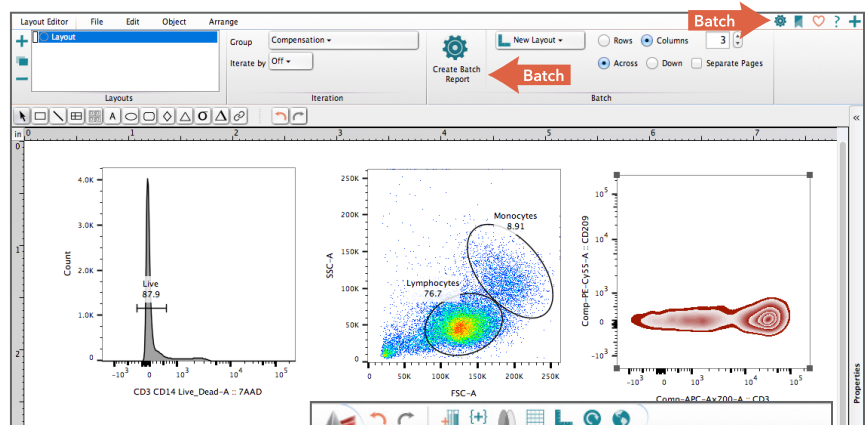 Layout Editor File Edit Object Arrange
Batch
?
Layout
Group Compensation
Iterate by Off
Create Batch
Report
Batch
New Layout
Rows Columns 3
Across Down Separate Pages
Layouts Iteration Batch
A
in 0 1 2 3 4 5 6 7
0
1
2
«
Properties
4.0K
3.0K
2.0K
1.0K
0
Count
Live
87.9
-10³ 0 10³ 10⁴ 10⁵
CD3 CD14 Live_Dead-A :: 7AAD
250K
200K
150K
100K
50K
0
SSC-A
Monocytes
8.91
Lymphocytes
76.7
0 50K 100K 150K 200K 250K
FSC-A
10⁵
10⁴
10³
0
-10³
Comp-PE-Cy55-A :: CD209
-10³ 0 10³ 10⁴ 10⁵
Comp-APC-Ax700-A :: CD3
{+}